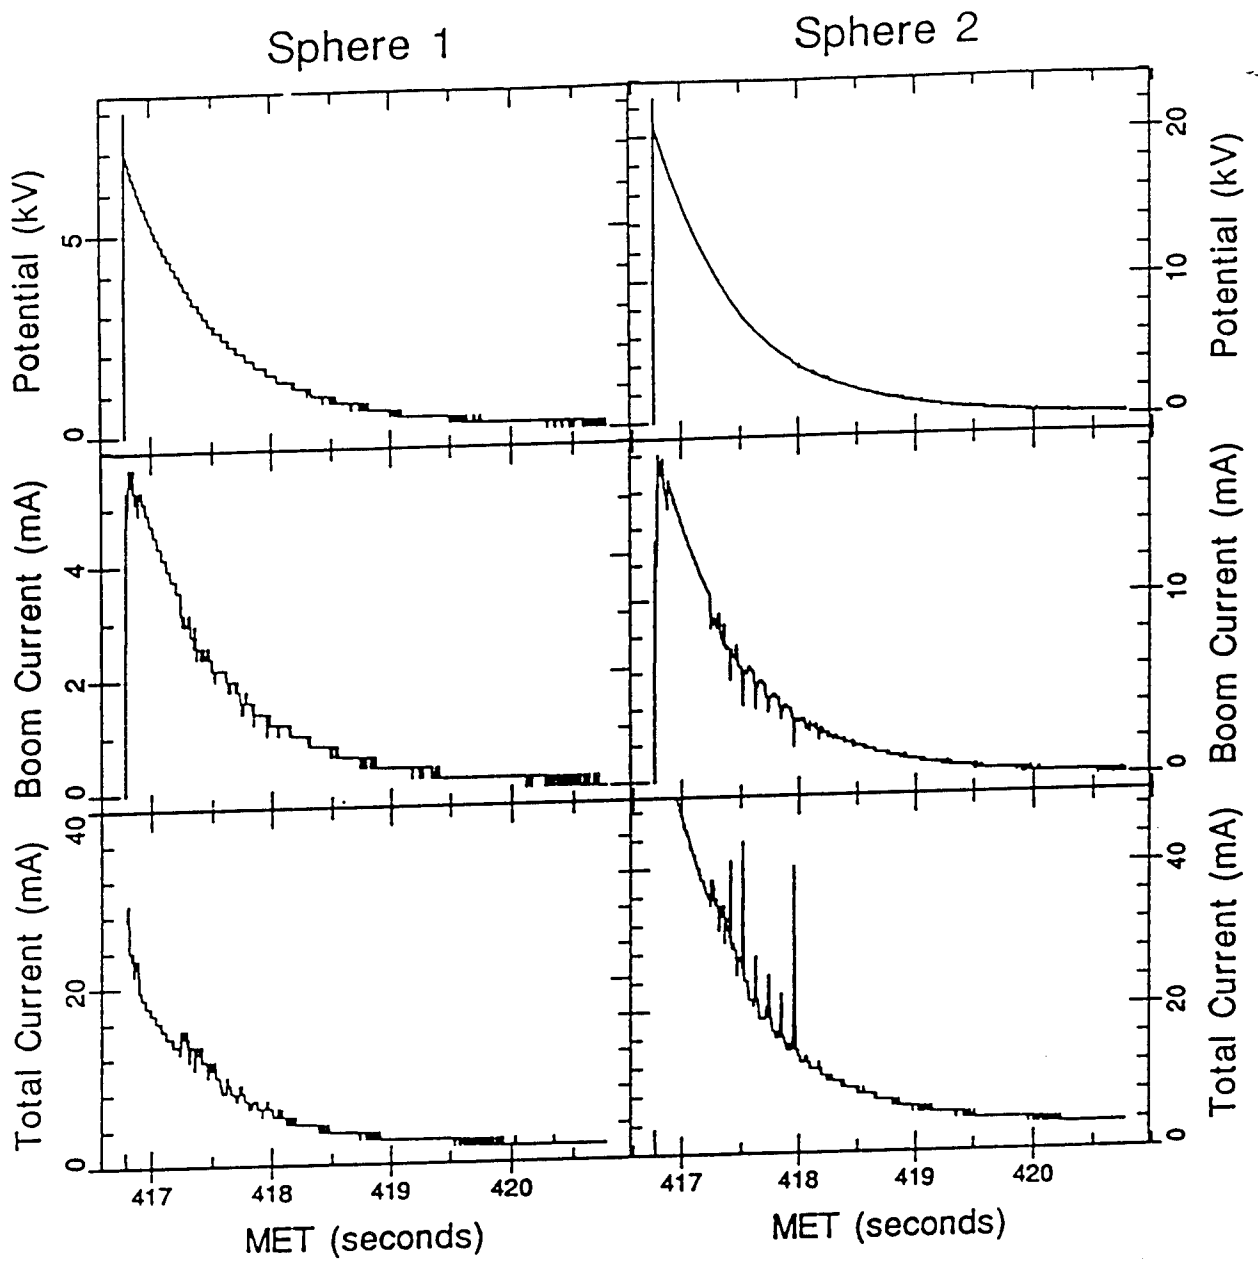 Sphere 1
Sphere 2
Potential (kV)
5
0
20
10
0
Potential (kV)
Boom Current (mA)
4
2
0
10
0
Boom Current (mA)
Total Current (mA)
40
20
0
40
20
0
Total Current (mA)
417 418 419 420
417 418 419 420
MET (seconds)
MET (seconds)